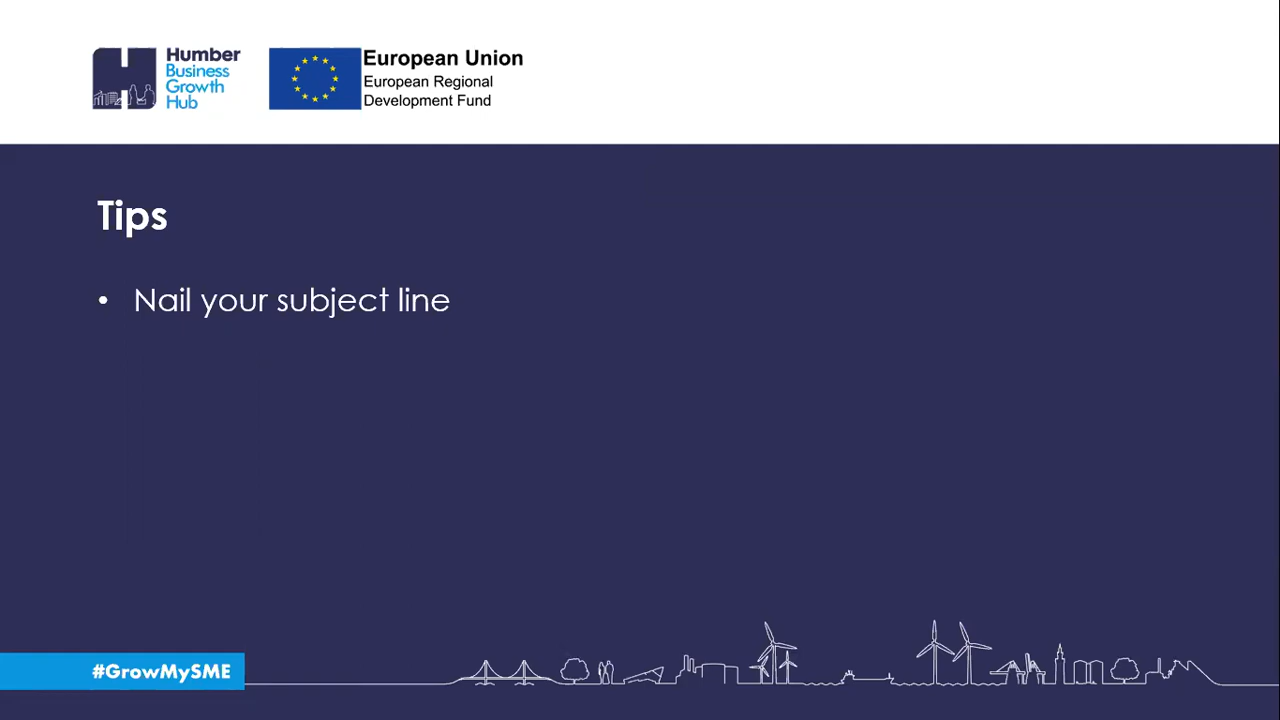 Humber
Business
Growth
Hub
European Union
European Regional
Development Fund
Tips
• Nail your subject line
#GrowMySME